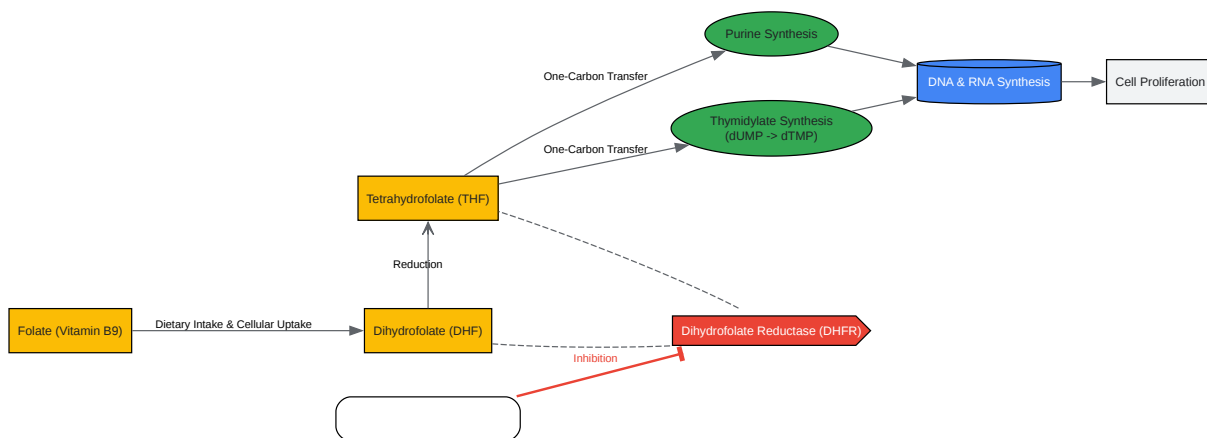 Purine Synthesis
One-Carbon Transfer
DNA & RNA Synthesis
Cell Proliferation
Thymidylate Synthesis
(dUMP -> dTMP)
One-Carbon Transfer
Tetrahydrofolate (THF)
Reduction
Folate (Vitamin B9)
Dietary Intake & Cellular Uptake
Dihydrofolate (DHF)
Dihydrofolate Reductase (DHFR)
Inhibition